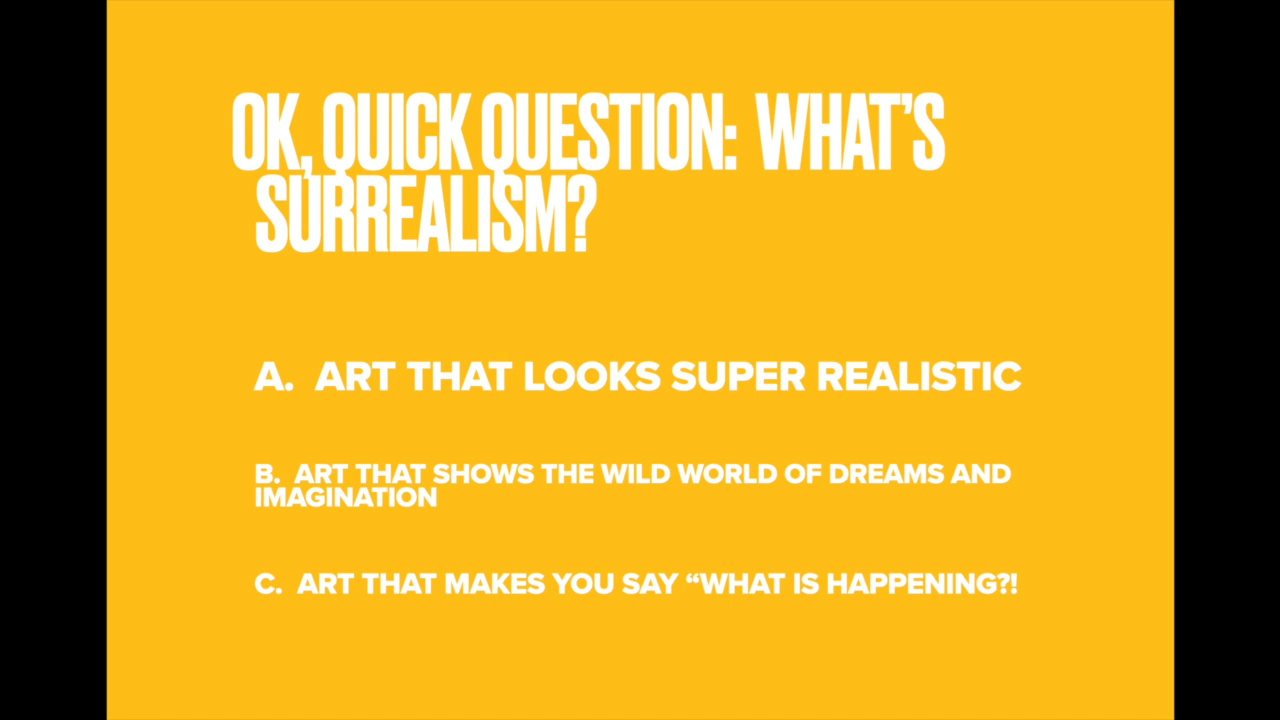 OK, QUICK QUESTION: WHAT’S
SURREALISM?
A. ART THAT LOOKS SUPER REALISTIC
B. ART THAT SHOWS THE WILD WORLD OF DREAMS AND
IMAGINATION
C. ART THAT MAKES YOU SAY “WHAT IS HAPPENING?!